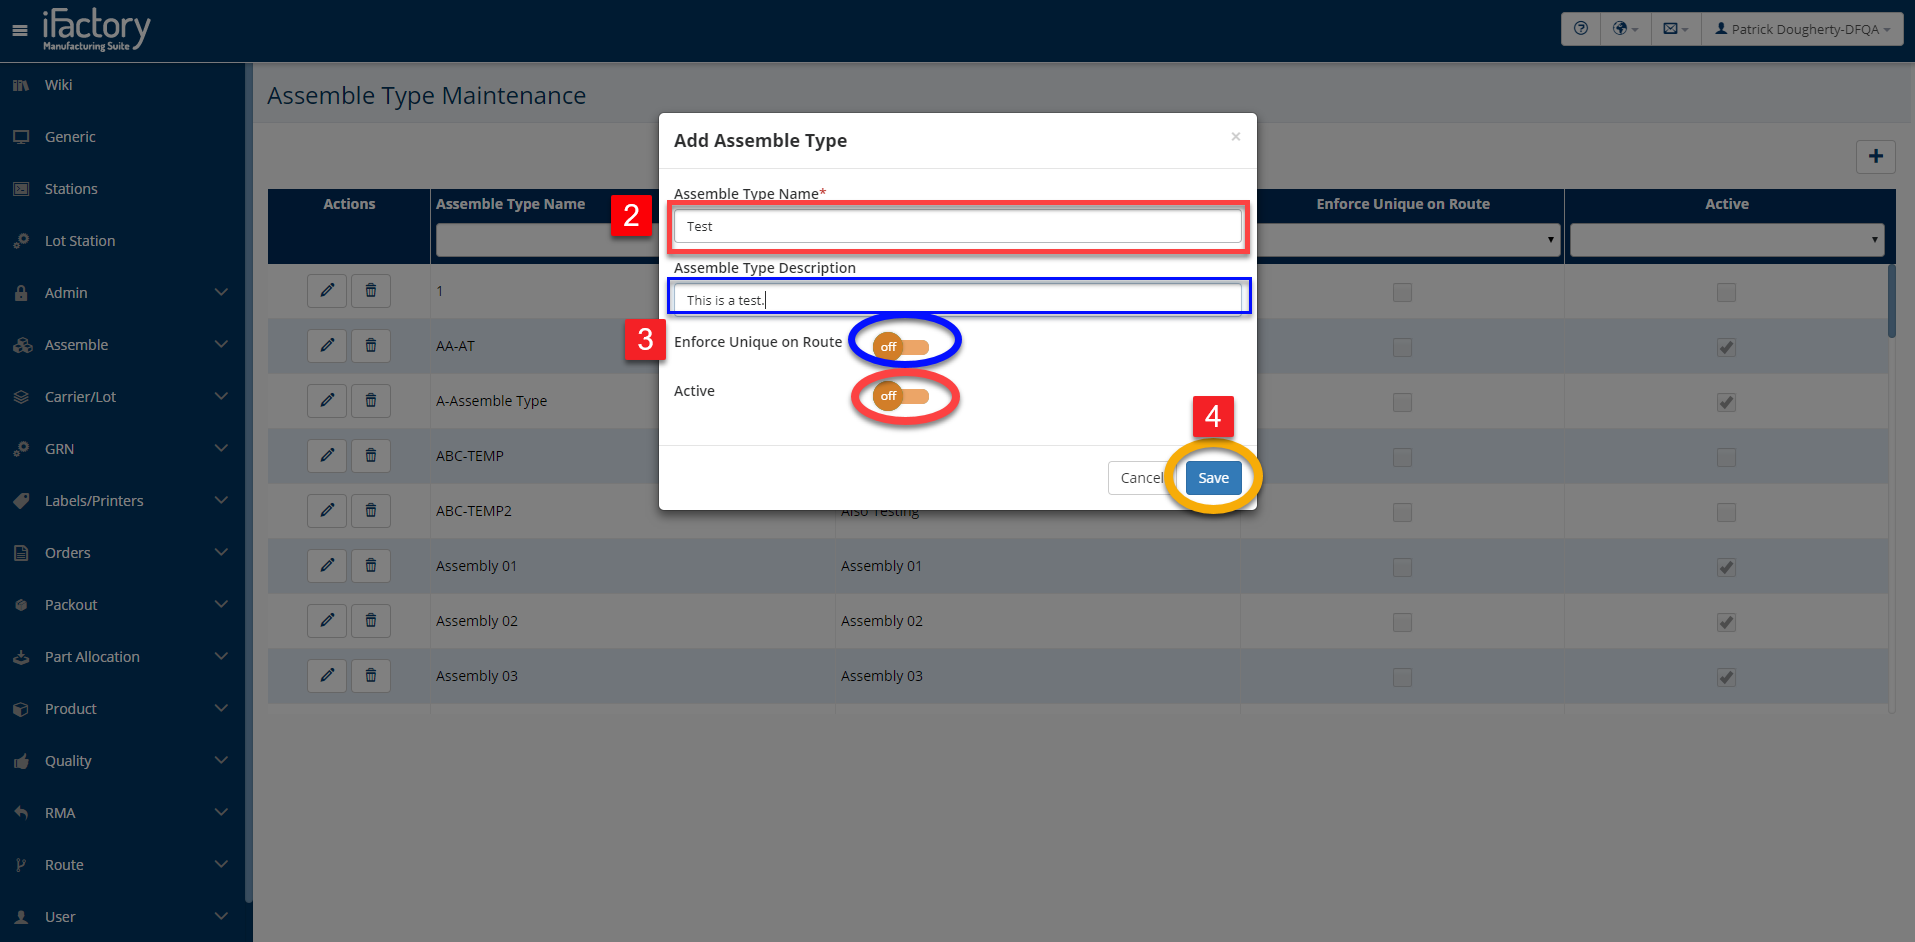 iFactory
Manufacturing Suite
Patrick Dougherty-DFQA
Wiki
Generic
Stations
Lot Station
Admin
Assemble
Carrier/Lot
GRN
Labels/Printers
Orders
Packout
Part Allocation
Product
Quality
RMA
Route
User
Assemble Type Maintenance
Actions
Assemble Type Name
Enforce Unique on Route
Active
1
AA-AT
A-Assemble Type
ABC-TEMP
ABC-TEMP2
Also Testing
Assembly 01
Assembly 01
Assembly 02
Assembly 02
Assembly 03
Assembly 03
Add Assemble Type
×
Assemble Type Name*
2
Test
Assemble Type Description
This is a test.
3
Enforce Unique on Route
off
Active
off
4
Cancel
Save